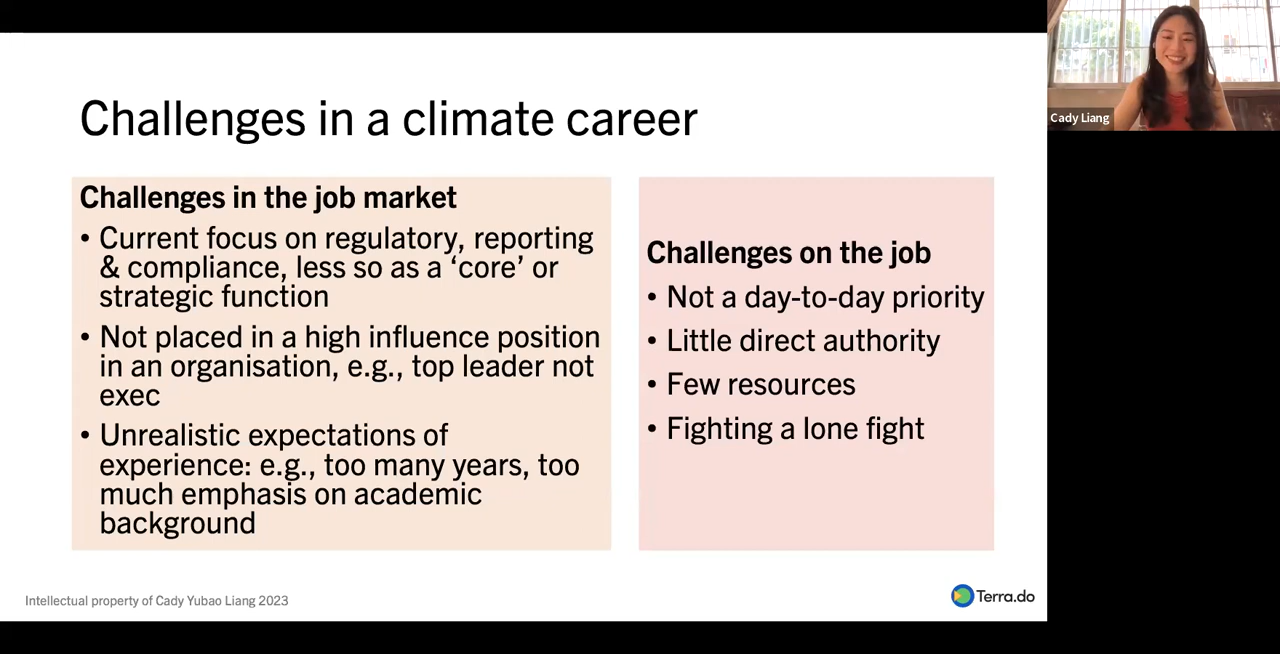 Challenges in a climate career
Challenges in the job market
• Current focus on regulatory, reporting
& compliance, less so as a ‘core’ or
strategic function
• Not placed in a high influence position
in an organisation, e.g., top leader not
exec
• Unrealistic expectations of
experience: e.g., too many years, too
much emphasis on academic
background
Challenges on the job
• Not a day-to-day priority
• Little direct authority
• Few resources
• Fighting a lone fight
Intellectual property of Cady Yubao Liang 2023
Terra.do
Cady Liang